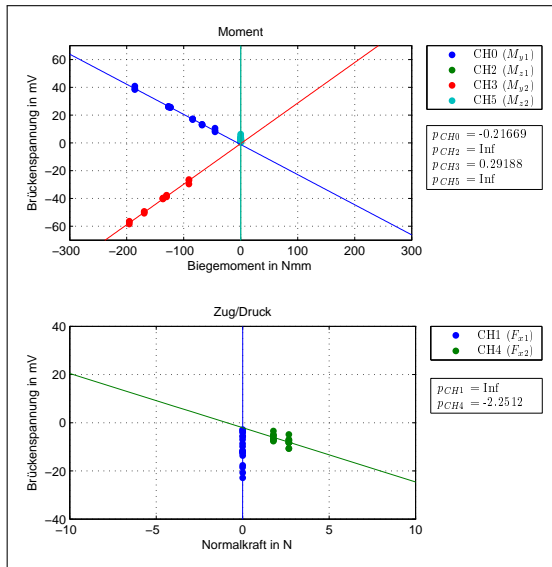 Moment
60
40
20
0
−20
−40
−60
Brückenspannung in mV
−300 −200 −100 0 100 200 300
Biegemoment in Nmm
CH0 (My1)
CH2 (Mz1)
CH3 (My2)
CH5 (Mz2)
pCH0 = -0.21669
pCH2 = Inf
pCH3 = 0.29188
pCH5 = Inf
Zug/Druck
40
20
0
−20
−40
Brückenspannung in mV
−10 −5 0 5 10
Normalkraft in N
CH1 (Fx1)
CH4 (Fx2)
pCH1 = Inf
pCH4 = -2.2512